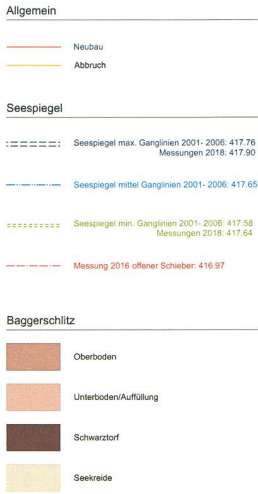 Allgemein
Neubau
Abbruch
Seespiegel
Seespiegel max. Ganglinien 2001- 2006: 417.76
Messungen 2018: 417.90
Seespiegel mittel Ganglinien 2001- 2006: 417.65
Seespiegel min. Ganglinien 2001- 2006: 417.58
Messungen 2018: 417.64
Messung 2016 offener Schieber: 416.97
Baggerschlitz
Oberboden
Unterboden/Auffüllung
Schwarztorf
Seekreide